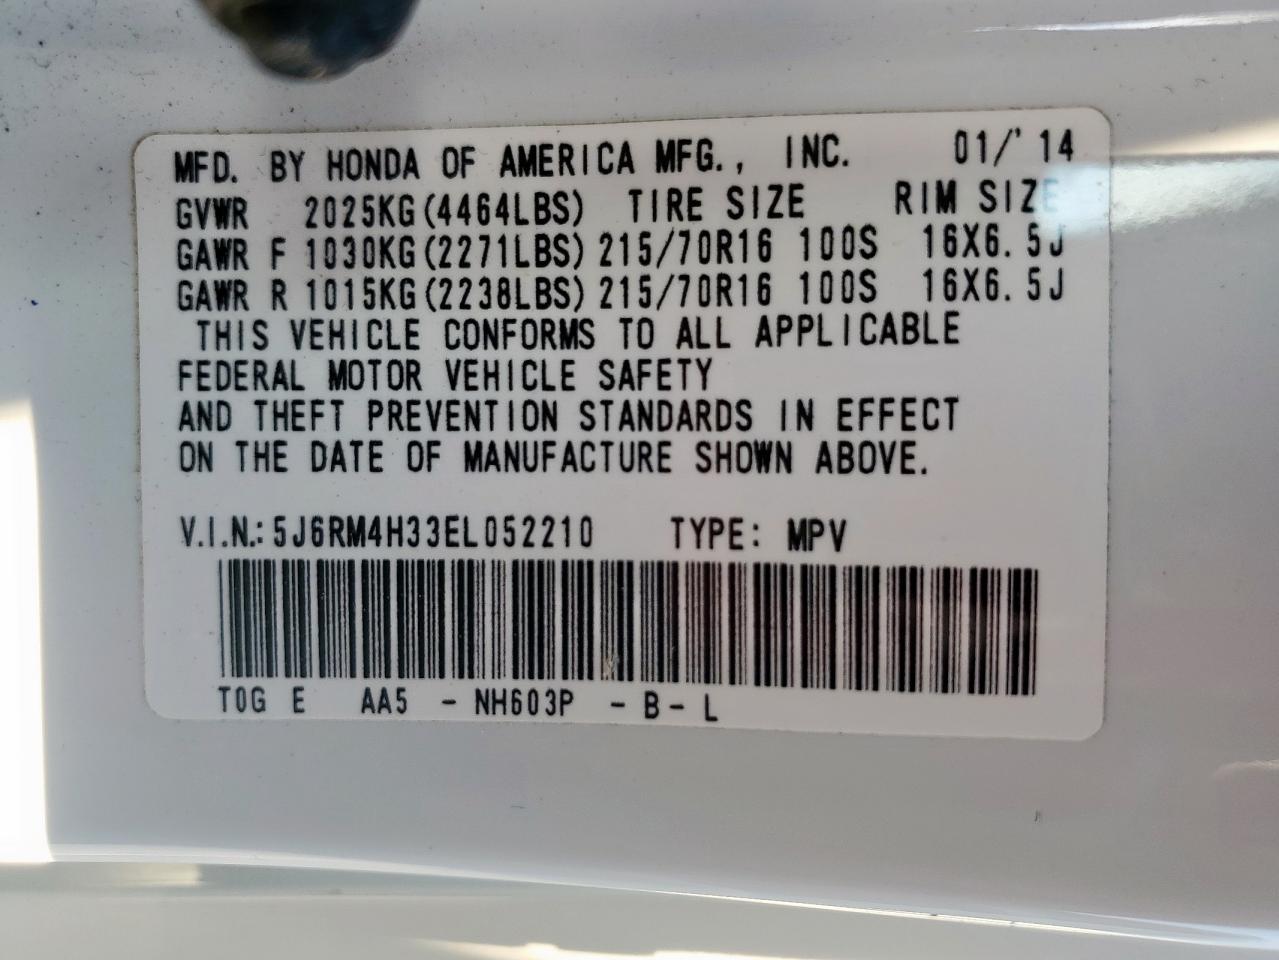 MFD. BY HONDA OF AMERICA MFG., INC. 01/'14
GVWR 2025KG(4464LBS) TIRE SIZE RIM SIZE
GAWR F 1030KG(2271LBS) 215/70R16 100S 16X6.5J
GAWR R 1015KG(2238LBS) 215/70R16 100S 16X6.5J
THIS VEHICLE CONFORMS TO ALL APPLICABLE
FEDERAL MOTOR VEHICLE SAFETY
AND THEFT PREVENTION STANDARDS IN EFFECT
ON THE DATE OF MANUFACTURE SHOWN ABOVE.
V.I.N.: 5J6RM4H33EL052210 TYPE: MPV
T0G E AA5 - NH603P - B - L